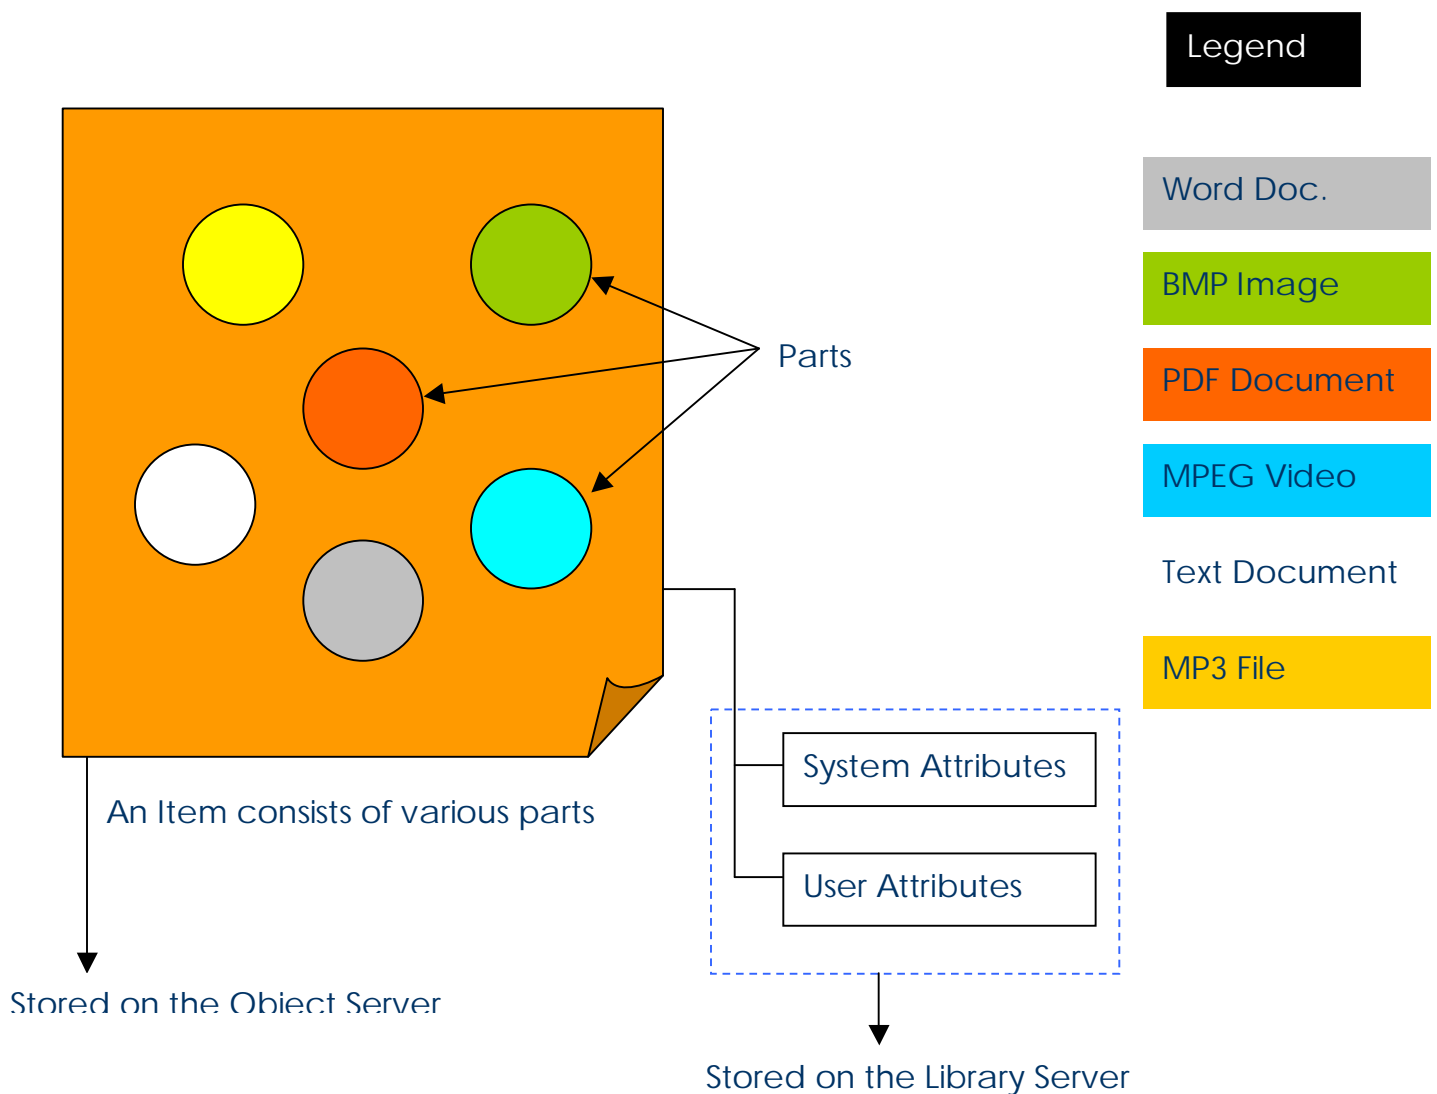 Legend
Word Doc.
BMP Image
Parts
PDF Document
MPEG Video
Text Document
MP3 File
System Attributes
An Item consists of various parts
User Attributes
Stored on the Object Server
Stored on the Library Server